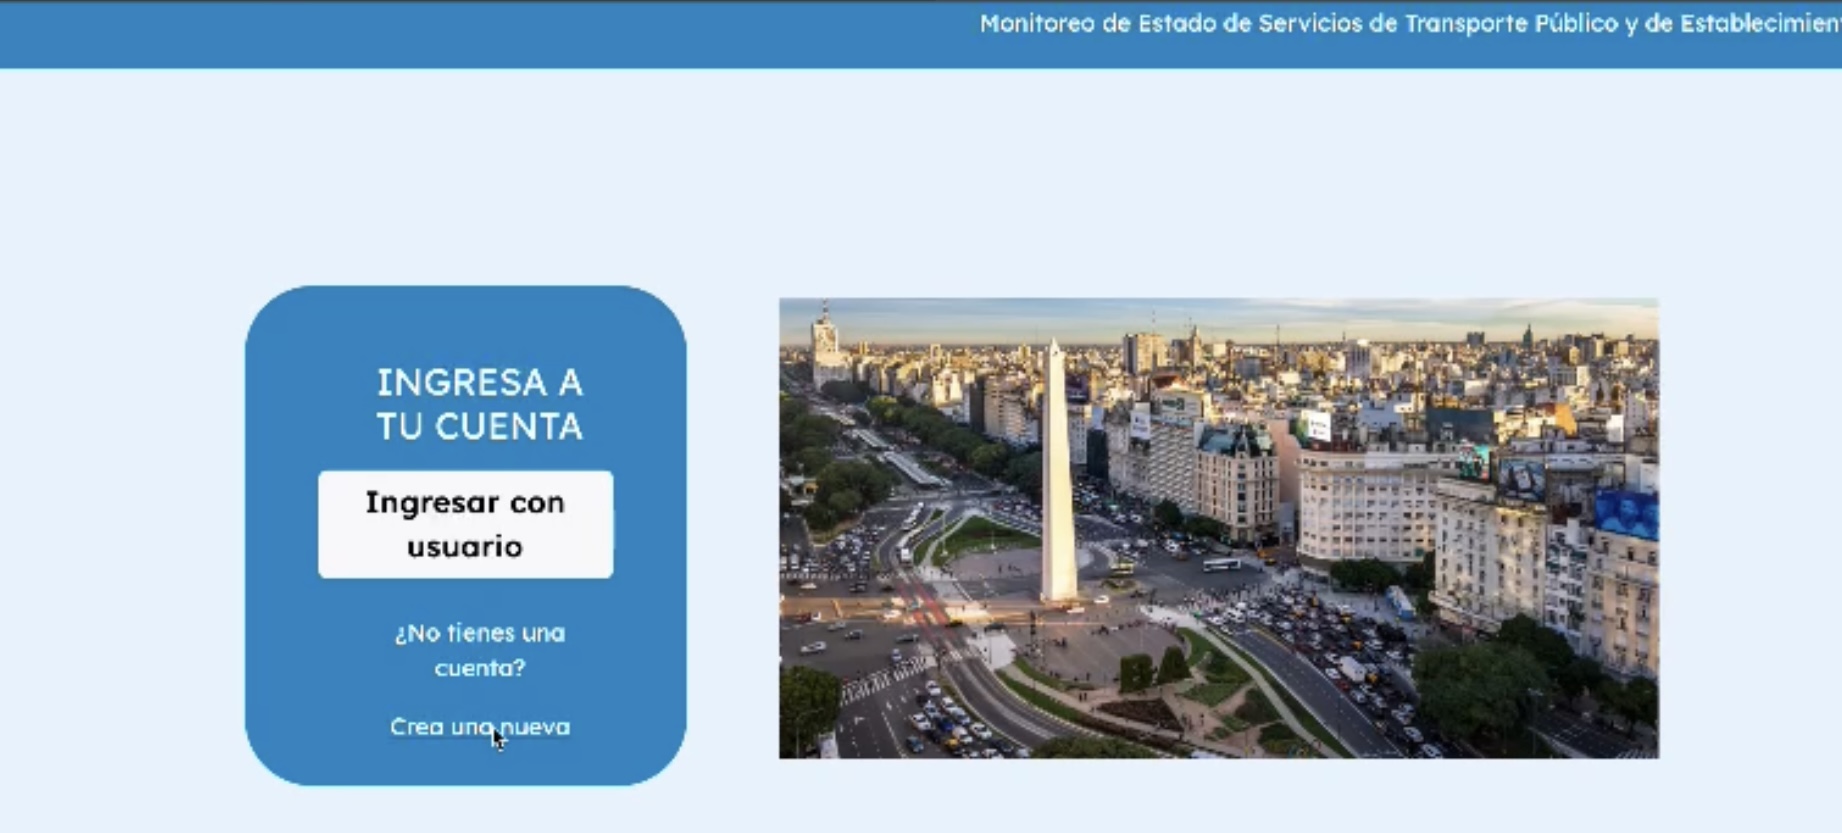 Monitoreo de Estado de Servicios de Transporte Público y de Establecimien
INGRESA A
TU CUENTA
Ingresar con
usuario
¿No tienes una
cuenta?
Crea una nueva